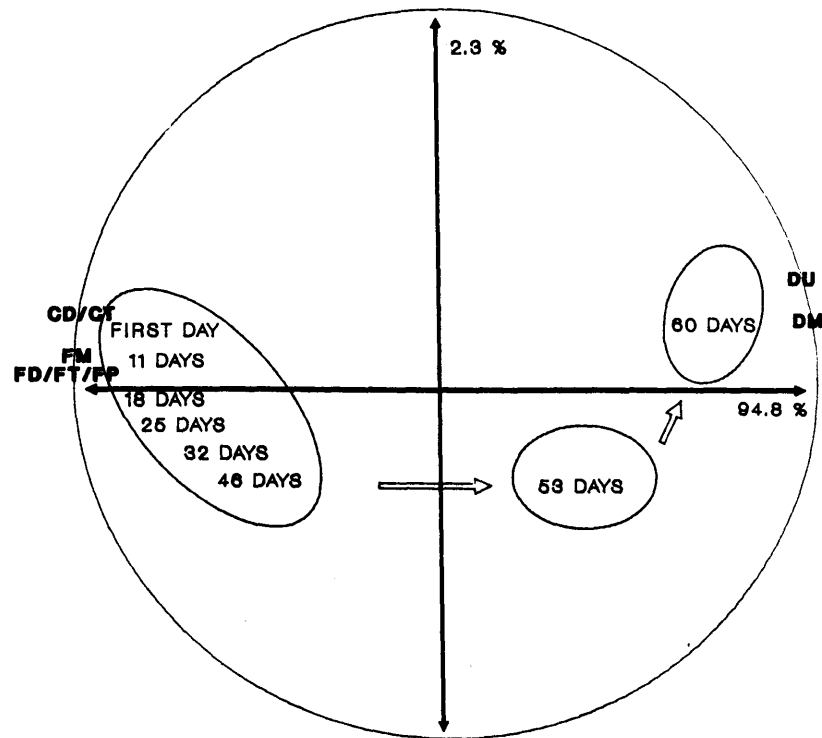 2.3 %
DU
CD/CT
FIRST DAY
60 DAYS
DM
FM
11 DAYS
FD/FT/FP
18 DAYS
94.8 %
25 DAYS
32 DAYS
46 DAYS
53 DAYS